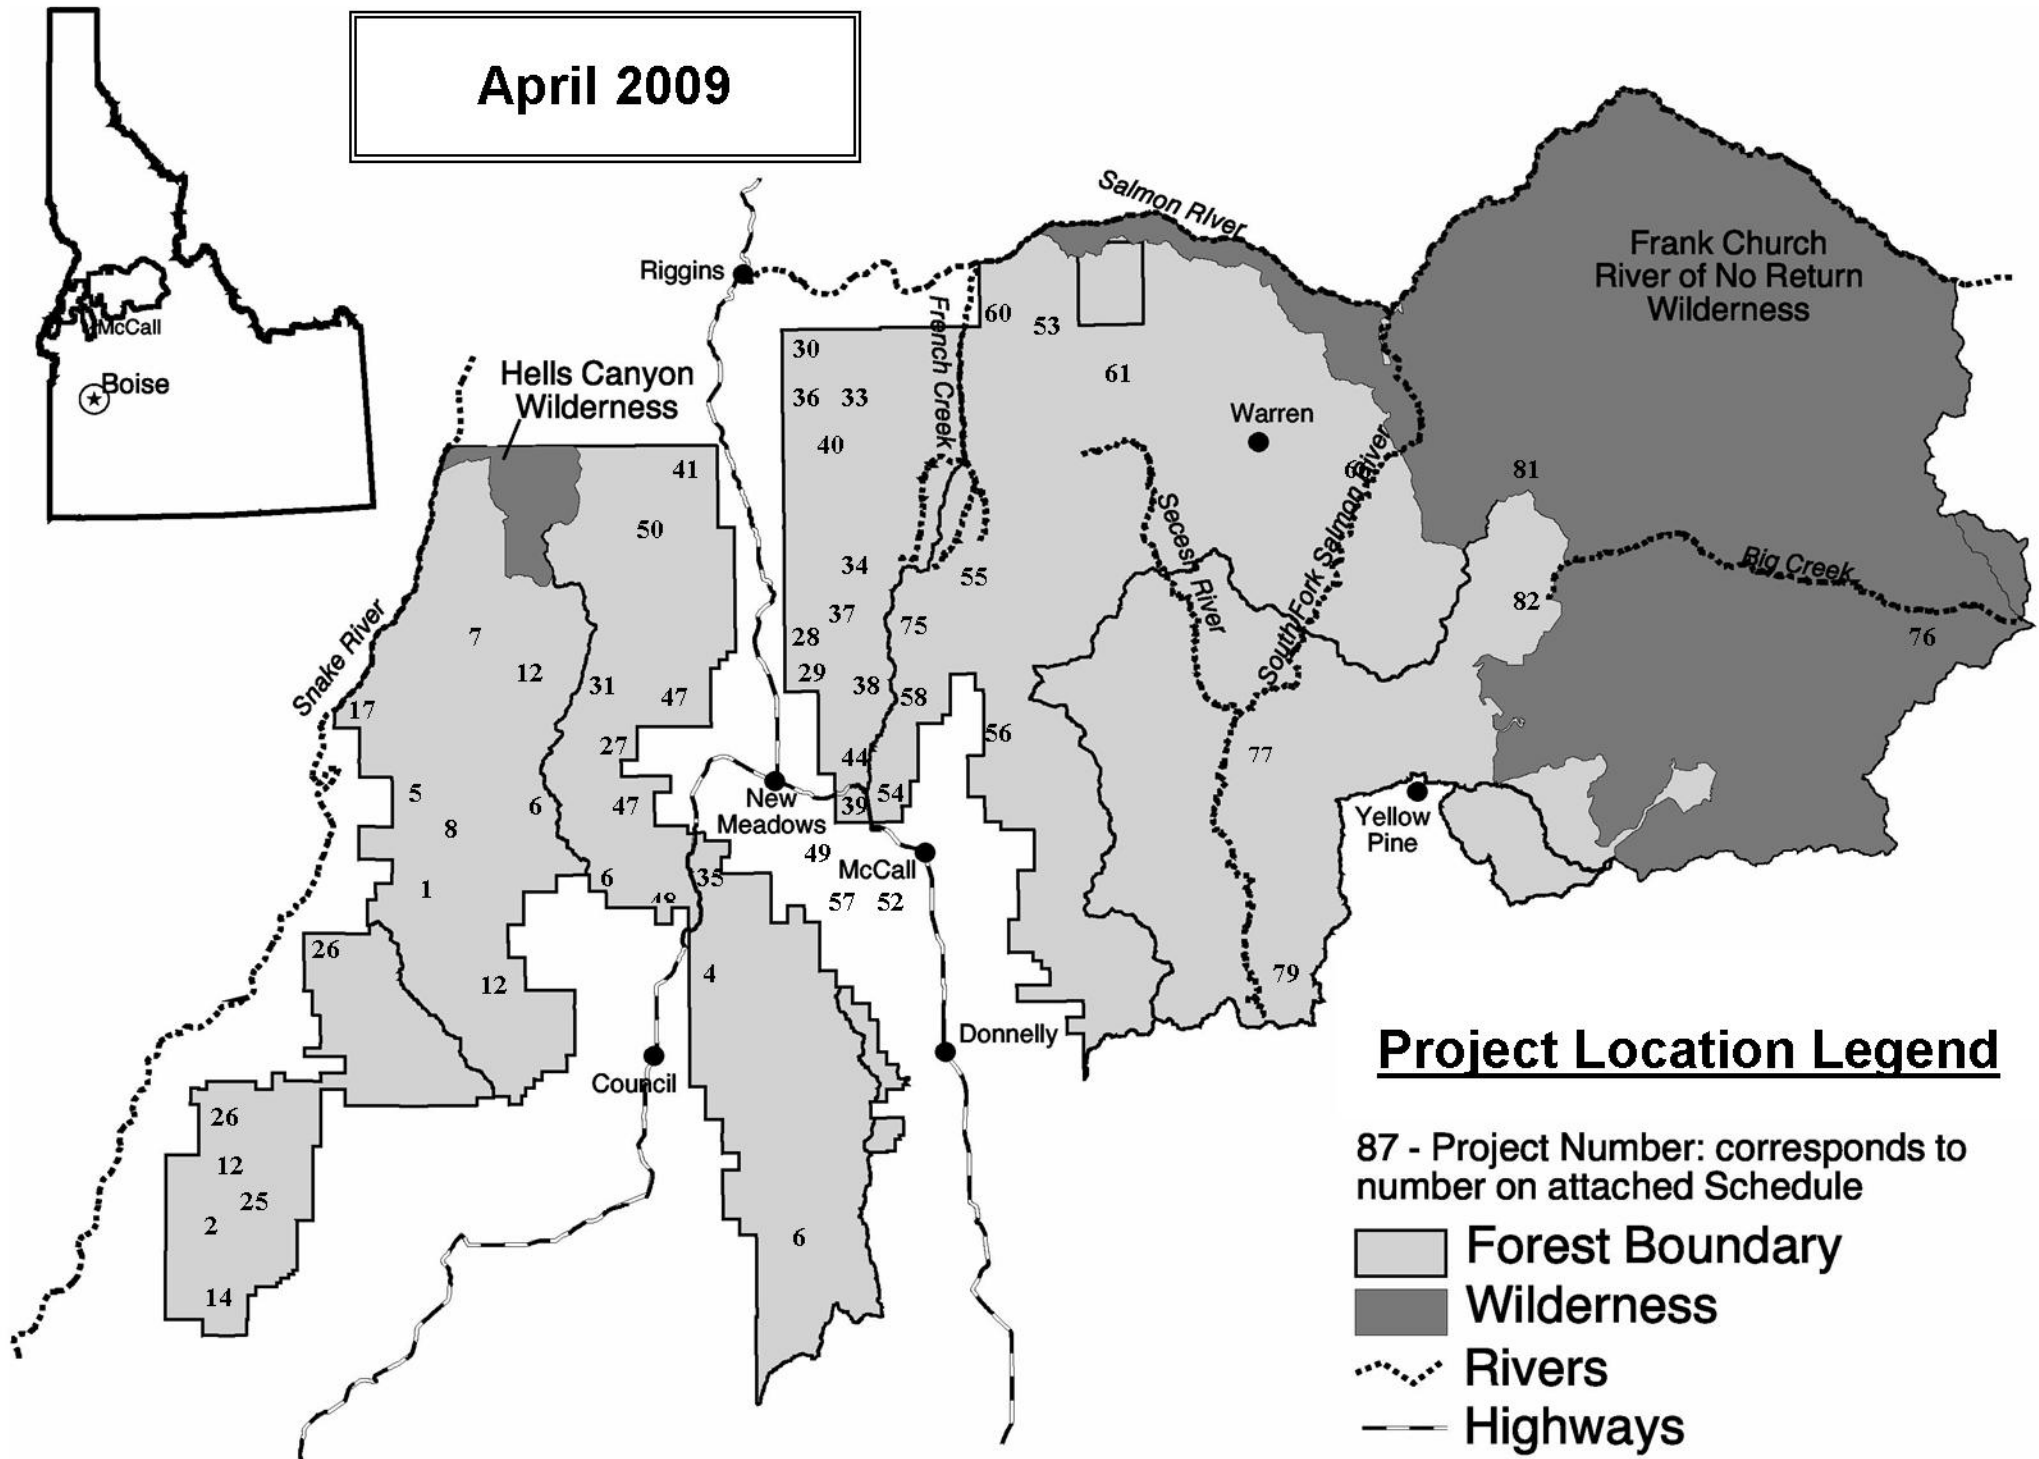 April 2009
McCall
Boise
Salmon RIver
Frank Church
River of No Return
Wilderness
Riggins
French Creek
60
53
30
Hells Canyon
Wilderness
61
36
33
Warren
40
41
81
50
Secesh River
South Fork Salmon River
Big Creek
34
55
82
37
75
Snake River
7
28
76
12
29
31
38
58
47
17
56
27
44
77
5
6
47
New
Meadows
39
54
Yellow
Pine
8
49
McCall
1
6
35
57
52
26
12
4
79
Donnelly
Council
26
12
25
2
6
14
Project Location Legend
87 - Project Number: corresponds to
number on attached Schedule
Forest Boundary
Wilderness
Rivers
Highways